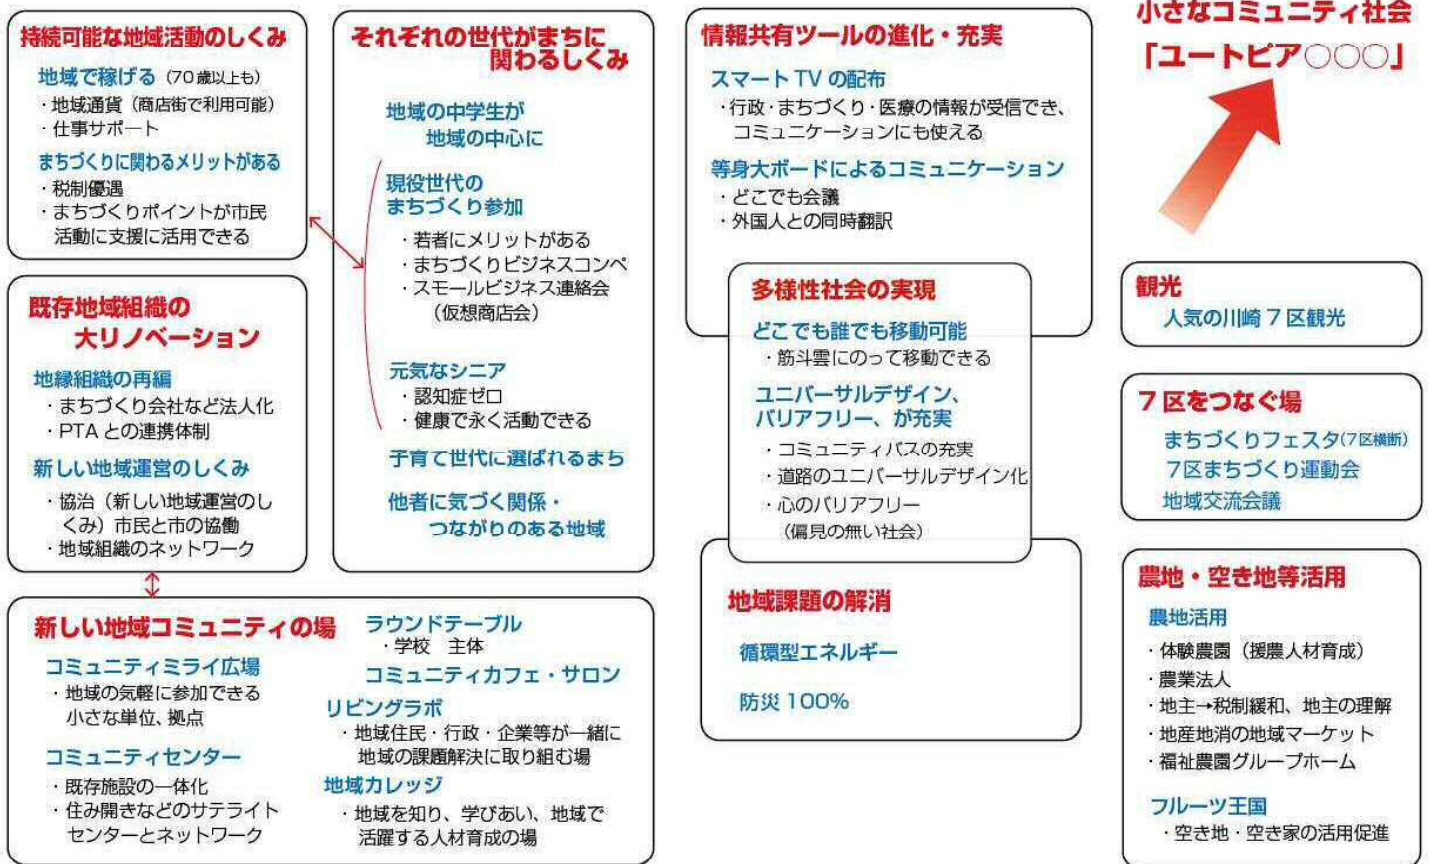 持続可能な地域活動のしくみ
地域で稼げる（70歳以上も）
・地域通貨（商店街で利用可能）
・仕事サポート
まちづくりに関わるメリットがある
・税制優遇
・まちづくりポイントが市民
活動に支援に活用できる
既存地域組織の
大リノベーション
地縁組織の再編
・まちづくり会社など法人化
・PTAとの連携体制
新しい地域運営のしくみ
・協治（新しい地域運営のし
くみ）市民と市の協働
・地域組織のネットワーク
それぞれの世代がまちに
関わるしくみ
地域の中学生が
地域の中心に
現役世代の
まちづくり参加
・若者にメリットがある
・まちづくりビジネスコンペ
・スモールビジネス連絡会
（仮想商店会）
元気なシニア
・認知症ゼロ
・健康で永く活動できる
子育て世代に選ばれるまち
他者に気づく関係・
つながりのある地域
新しい地域コミュニティの場
コミュニティミライ広場
・地域の気軽に参加できる
小さな単位、拠点
コミュニティセンター
・既存施設の一体化
・住み開きなどのサテライト
センターとネットワーク
ラウンドテーブル
・学校　主体
コミュニティカフェ・サロン
リビングラボ
・地域住民・行政・企業等が一緒に
地域の課題解決に取り組む場
地域カレッジ
・地域を知り、学びあい、地域で
活躍する人材育成の場
情報共有ツールの進化・充実
スマートTVの配布
・行政・まちづくり・医療の情報が受信でき、
コミュニケーションにも使える
等身大ボードによるコミュニケーション
・どこでも会議
・外国人との同時翻訳
多様性社会の実現
どこでも誰でも移動可能
・筋斗雲にのって移動できる
ユニバーサルデザイン、
バリアフリー、が充実
・コミュニティバスの充実
・道路のユニバーサルデザイン化
・心のバリアフリー
（偏見の無い社会）
地域課題の解消
循環型エネルギー
防災100%
小さなコミュニティ社会
「ユートピア○○○」
観光
人気の川崎7区観光
7区をつなぐ場
まちづくりフェスタ（7区横断）
7区まちづくり運動会
地域交流会議
農地・空き地等活用
農地活用
・体験農園（援農人材育成）
・農業法人
・地主→税制緩和、地主の理解
・地産地消の地域マーケット
・福祉農園グループホーム
フルーツ王国
・空き地・空き家の活用促進